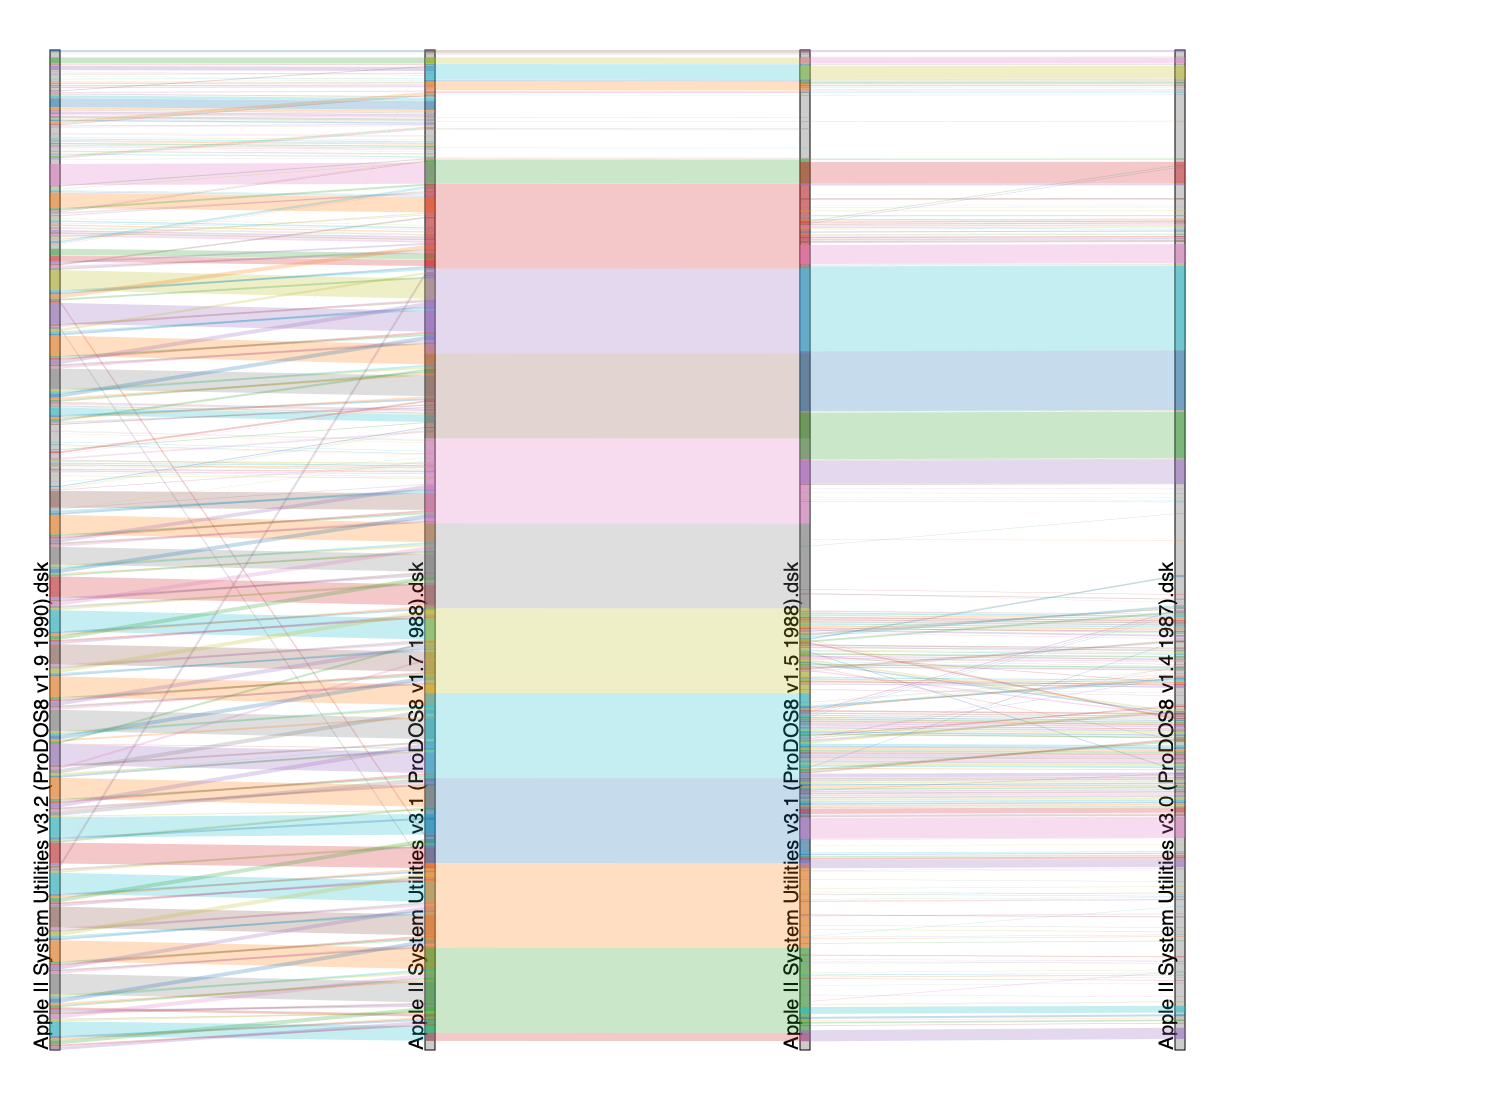 Apple II System Utilities v3.2 (ProDOS8 v1.9 1990).dsk
Apple II System Utilities v3.1 (ProDOS8 v1.7 1988).dsk
Apple II System Utilities v3.1 (ProDOS8 v1.5 1988).dsk
Apple II System Utilities v3.0 (ProDOS8 v1.4 1987).dsk